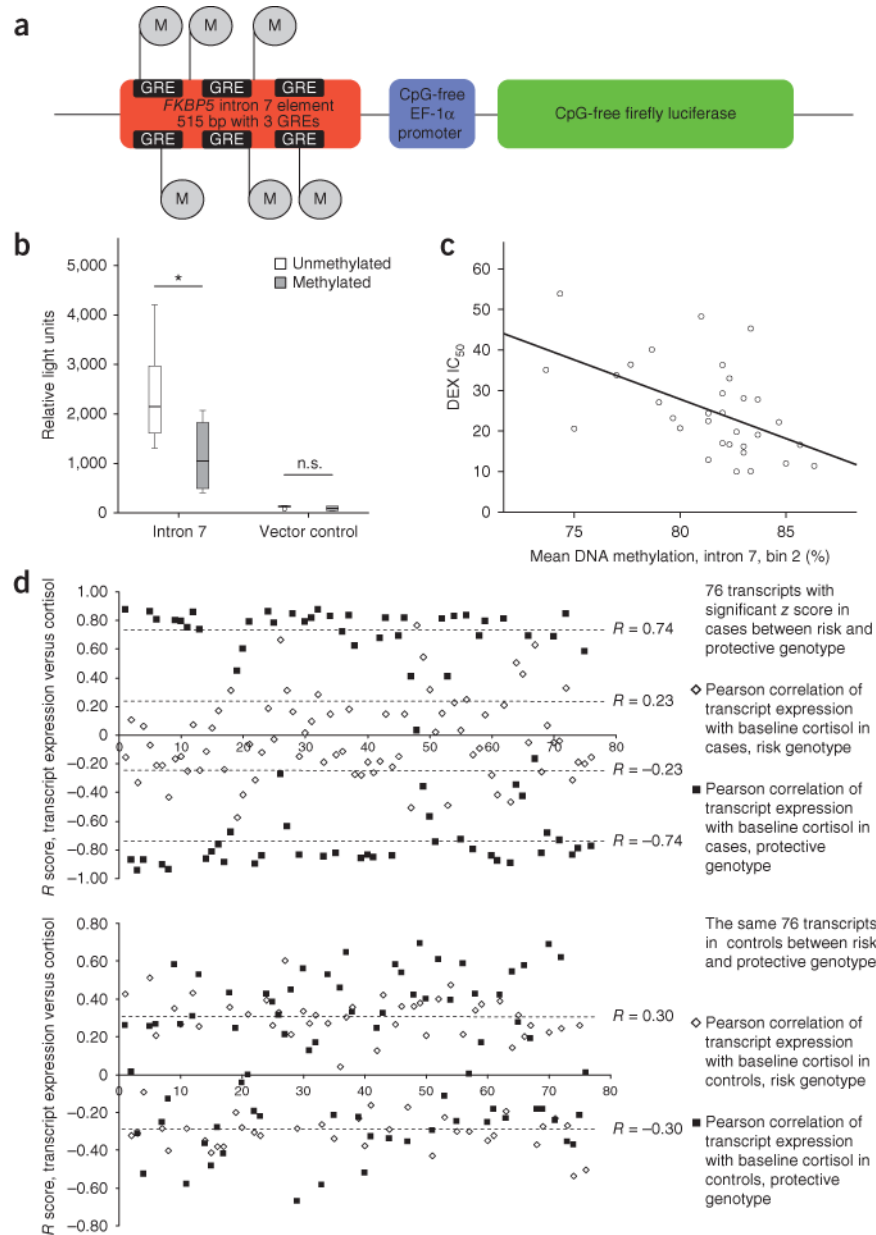 a
M M M
GRE GRE GRE
FKBP5 intron 7 element
515 bp with 3 GREs
GRE GRE GRE
M M M
CpG-free
EF-1α
promoter
CpG-free firefly luciferase
b
Relative light units
5,000
4,000
3,000
2,000
1,000
0
Unmethylated
Methylated
*
n.s.
Intron 7
Vector control
c
DEX IC50
60
50
40
30
20
10
0
75
80
85
Mean DNA methylation, intron 7, bin 2 (%)
d
R score, transcript expression versus cortisol
1.00
0.80
0.60
0.40
0.20
0
−0.20
−0.40
−0.60
−0.80
−1.00
0 10 20 30 40 50 60 70 80
R = 0.74
R = 0.23
R = −0.23
R = −0.74
76 transcripts with
significant z score in
cases between risk and
protective genotype
Pearson correlation of
transcript expression
with baseline cortisol in
cases, risk genotype
Pearson correlation of
transcript expression
with baseline cortisol in
cases, protective
genotype
R score, transcript expression versus cortisol
0.80
0.60
0.40
0.20
0
−0.20
−0.40
−0.60
−0.80
0 10 20 30 40 50 60 70 80
R = 0.30
R = −0.30
The same 76 transcripts
in controls between risk
and protective genotype
Pearson correlation of
transcript expression
with baseline cortisol in
controls, risk genotype
Pearson correlation of
transcript expression
with baseline cortisol in
controls, protective
genotype